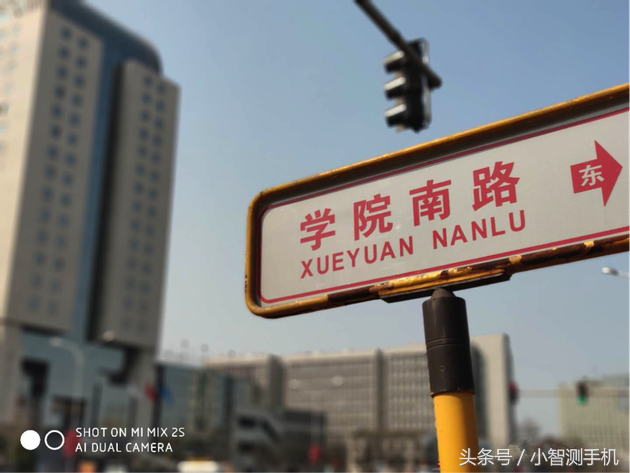 学院南路
XUEYUAN NANLU
东
SHOT ON MI MIX 2S
AI DUAL CAMERA
头条号／小智测手机